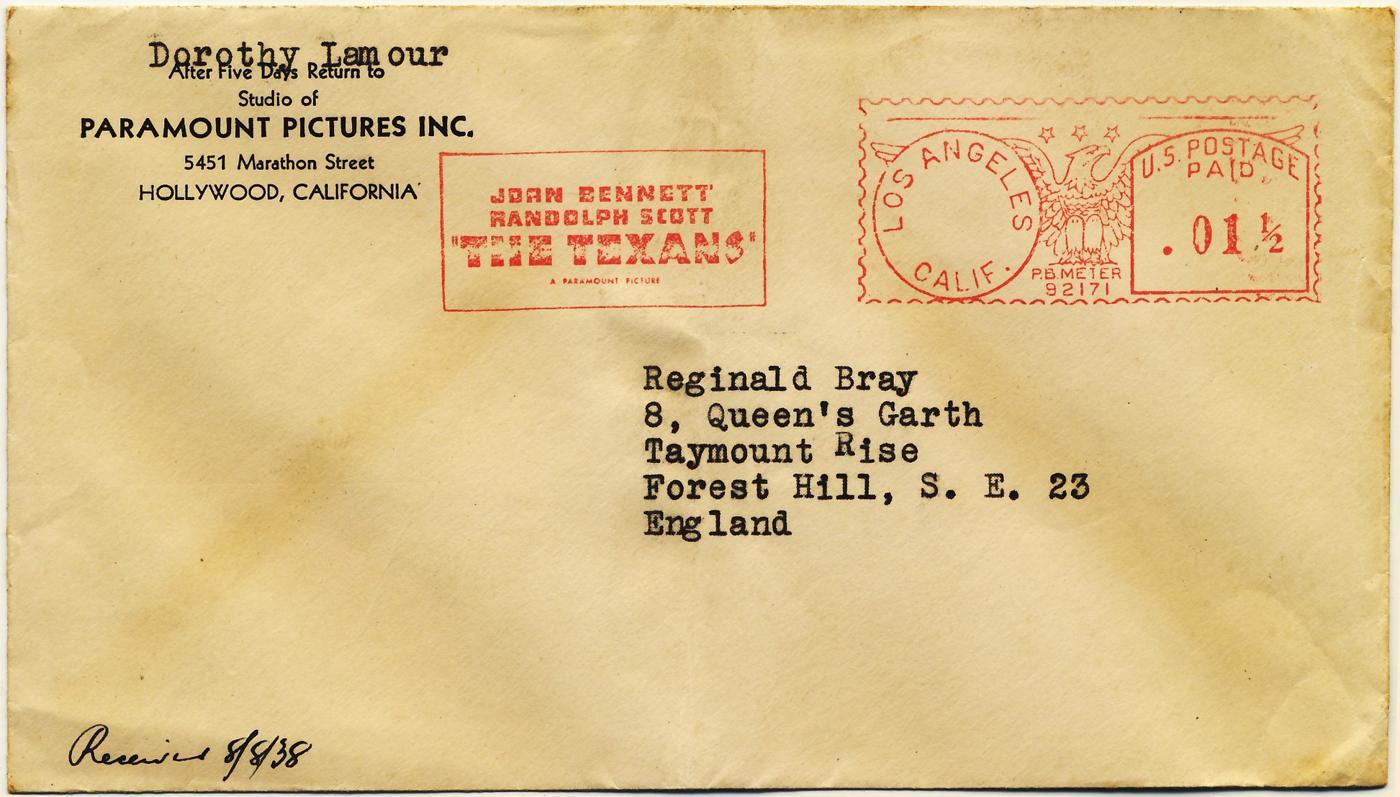 Dorothy Lamour
After Five Days Return to
Studio of
PARAMOUNT PICTURES INC.
5451 Marathon Street
HOLLYWOOD, CALIFORNIA
JOAN BENNETT
RANDOLPH SCOTT
"THE TEXANS"
A PARAMOUNT PICTURE
LOS ANGELES
CALIF.
P.B. METER
92171
U.S. POSTAGE
PAID
.01 ½
Reginald Bray
8, Queen's Garth
Taymount Rise
Forest Hill, S. E. 23
England
Received 8/8/38